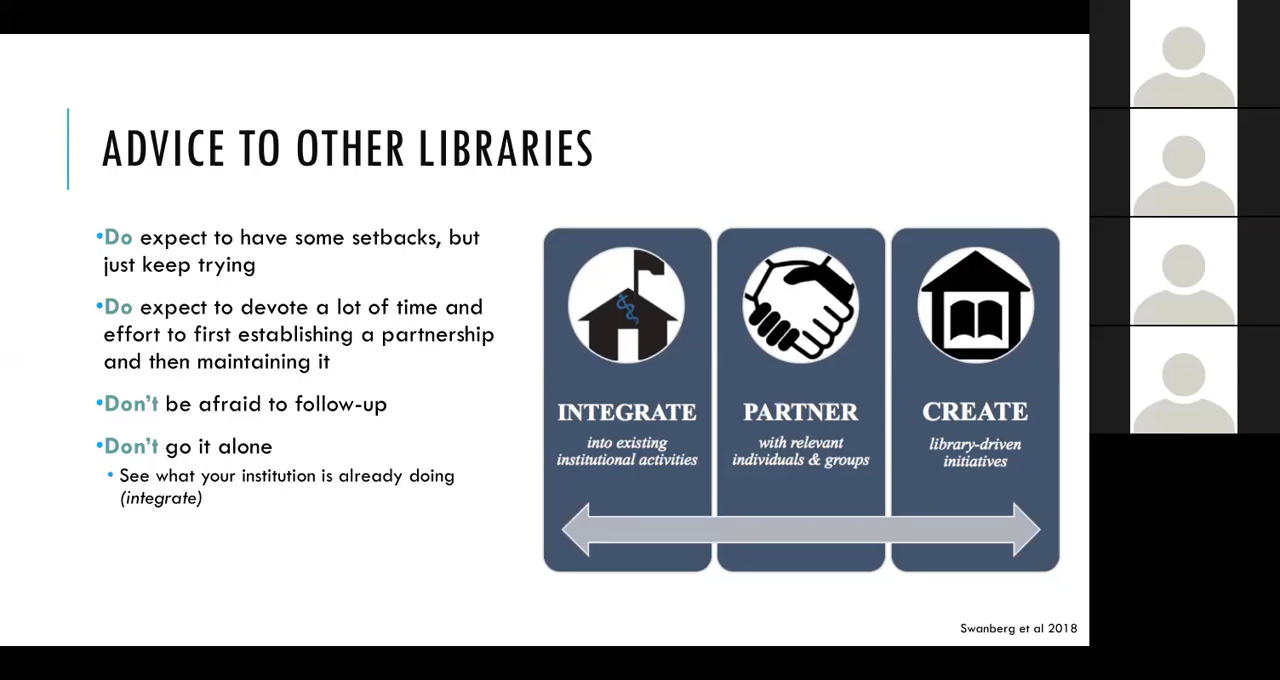 ADVICE TO OTHER LIBRARIES
•Do expect to have some setbacks, but
just keep trying
•Do expect to devote a lot of time and
effort to first establishing a partnership
and then maintaining it
•Don't be afraid to follow-up
•Don't go it alone
• See what your institution is already doing
(integrate)
INTEGRATE
into existing
institutional activities
PARTNER
with relevant
individuals & groups
CREATE
library-driven
initiatives
Swanberg et al 2018